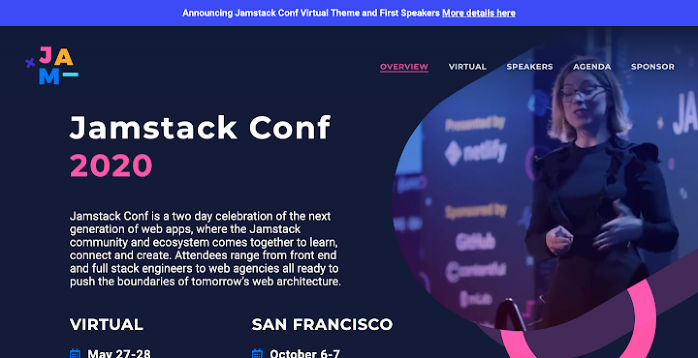 Announcing Jamstack Conf Virtual Theme and First Speakers More details here
JAM
OVERVIEW VIRTUAL SPEAKERS AGENDA SPONSOR
Jamstack Conf
2020
Presented by
netlify
Sponsored by
GitHub
Contentful
JA
Jamstack Conf is a two day celebration of the next
generation of web apps, where the Jamstack
community and ecosystem comes together to learn,
connect and create. Attendees range from front end
and full stack engineers to web agencies all ready to
push the boundaries of tomorrow's web architecture.
VIRTUAL SAN FRANCISCO
May 27-28 October 6-7